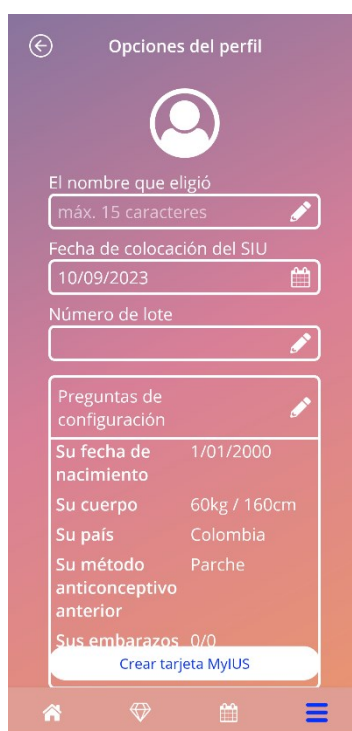 Opciones del perfil
El nombre que eligió
máx. 15 caracteres
Fecha de colocación del SIU
10/09/2023
Número de lote
Preguntas de
configuración
Su fecha de 1/01/2000
nacimiento
Su cuerpo 60kg / 160cm
Su país Colombia
Su método Parche
anticonceptivo
anterior
Sus embarazos 0/0
Crear tarjeta MyIUS